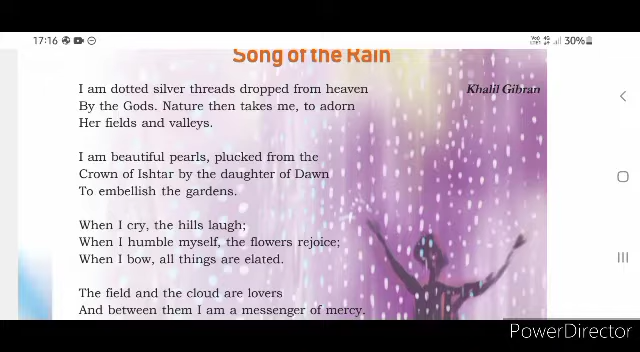 17:16
30%
Song of the Rain
Khalil Gibran
I am dotted silver threads dropped from heaven
By the Gods. Nature then takes me, to adorn
Her fields and valleys.
I am beautiful pearls, plucked from the
Crown of Ishtar by the daughter of Dawn
To embellish the gardens.
When I cry, the hills laugh;
When I humble myself, the flowers rejoice;
When I bow, all things are elated.
The field and the cloud are lovers
And between them I am a messenger of mercy.
PowerDirector